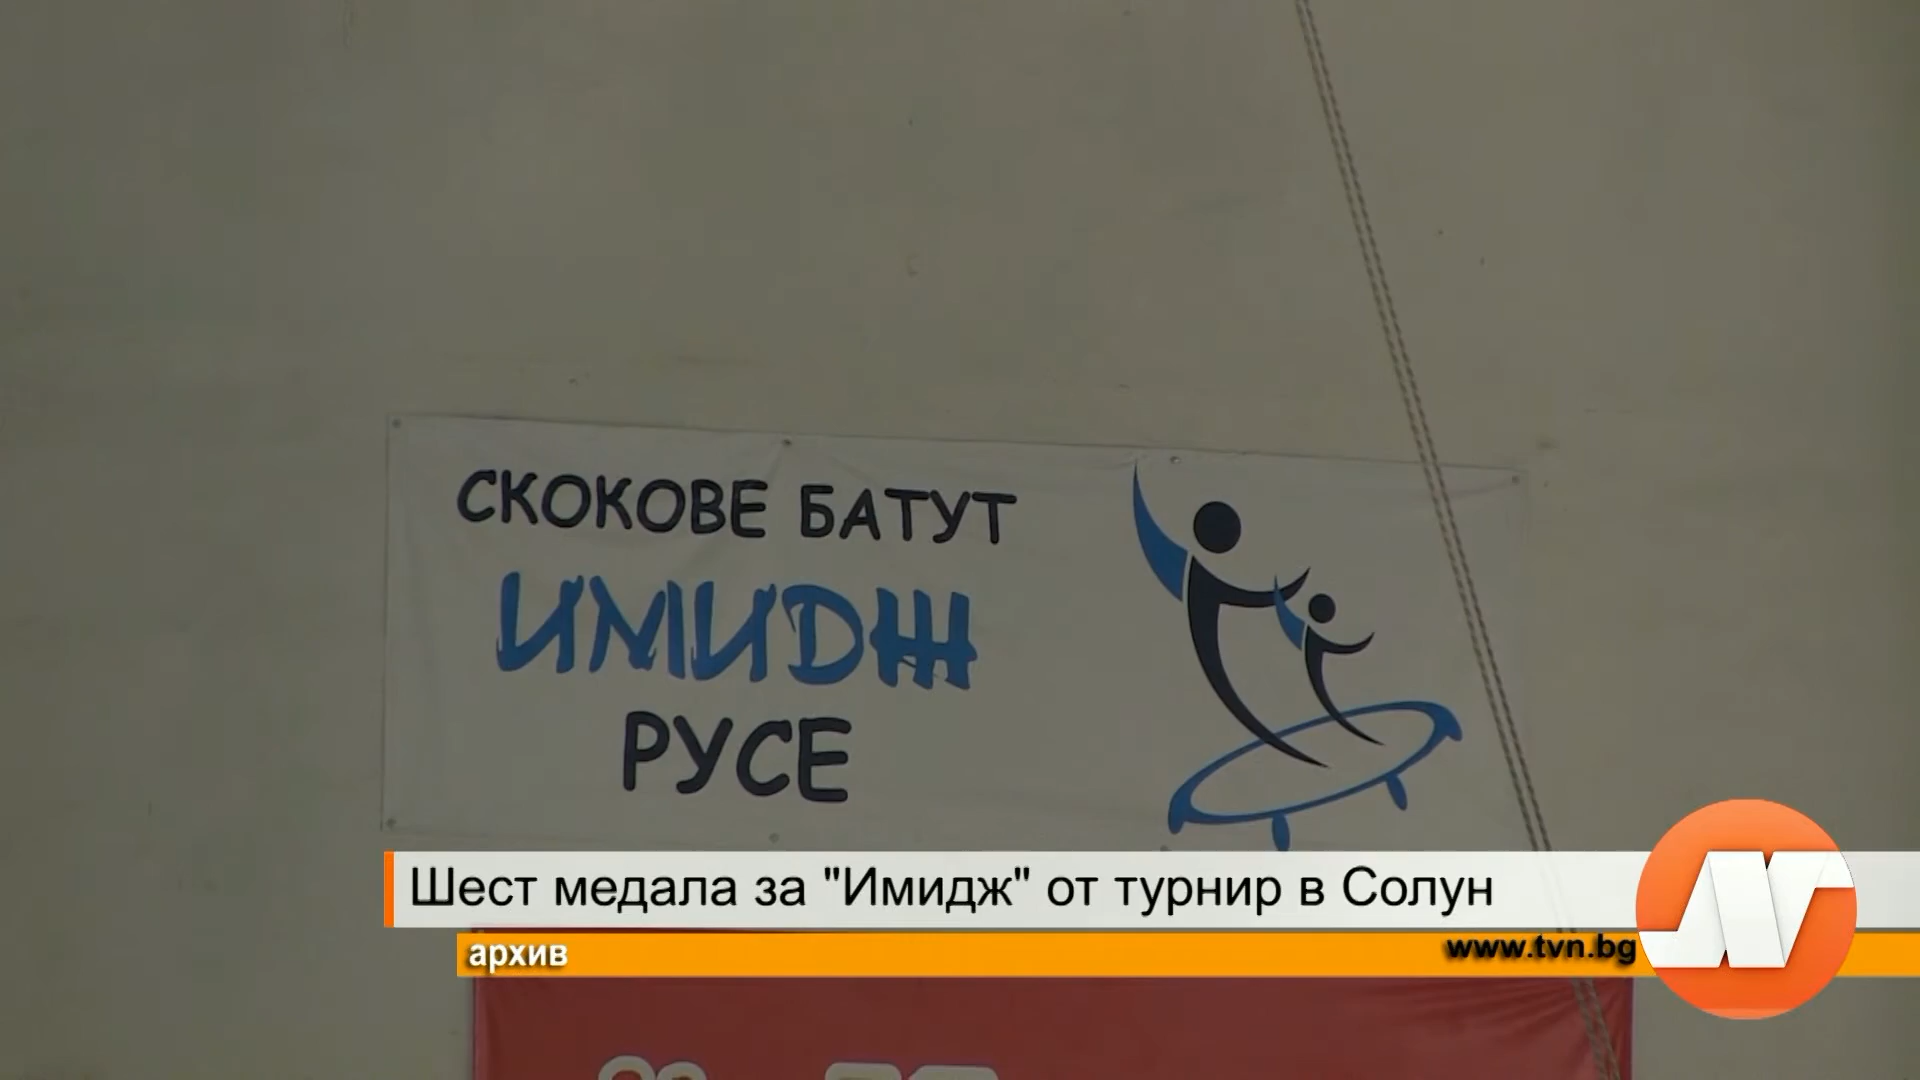 СКОКОВЕ БАТУТ
ИМИДЖ
РУСЕ
Шест медала за "Имидж" от турнир в Солун
архив
www.tvn.bg